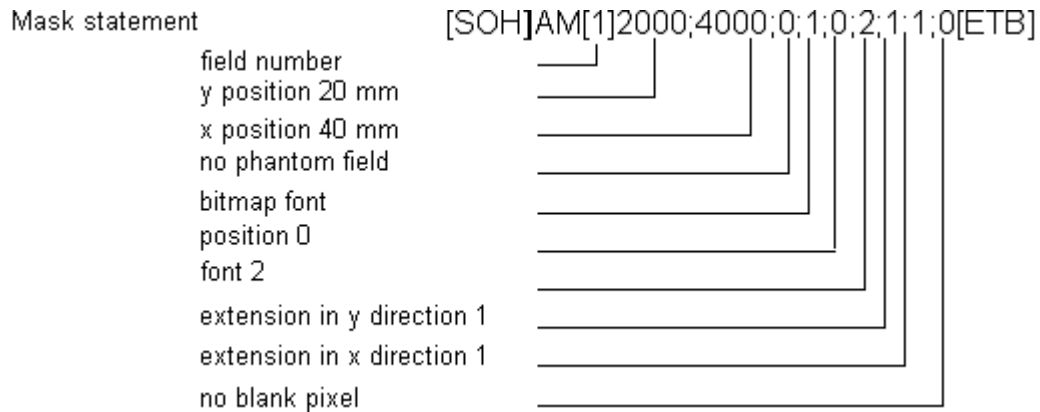 Mask statement [SOH]AM[1]2000;4000;0;1;0;2;1;1;0[ETB]
field number
y position 20 mm
x position 40 mm
no phantom field
bitmap font
position 0
font 2
extension in y direction 1
extension in x direction 1
no blank pixel